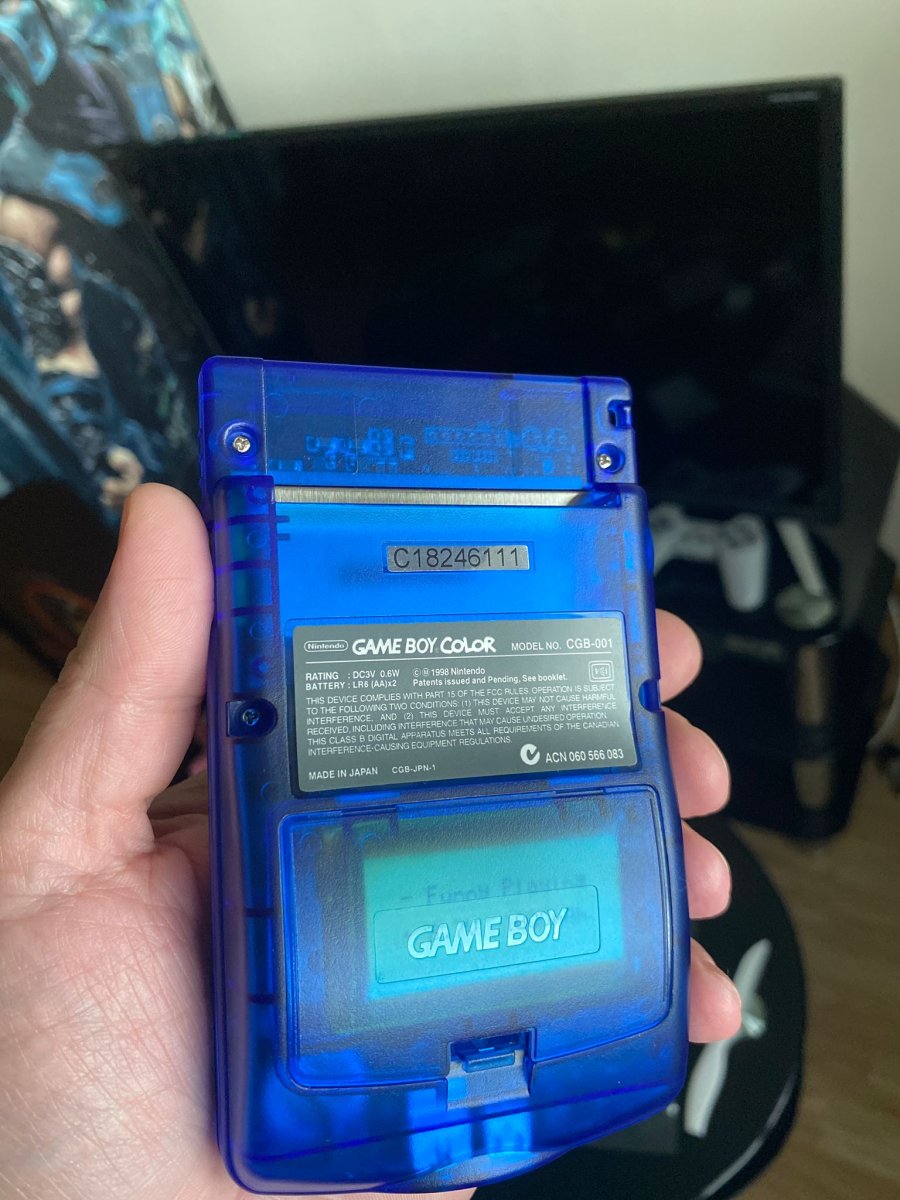 C18246111
Nintendo GAME BOY COLOR MODEL NO. CGB-001
RATING : DC3V 0.6W © Ⓜ 1998 Nintendo
BATTERY : LR6 (AA)x2 Patents issued and Pending, See booklet.
THIS DEVICE COMPLIES WITH PART 15 OF THE FCC RULES. OPERATION IS SUBJECT
TO THE FOLLOWING TWO CONDITIONS: (1) THIS DEVICE MAY NOT CAUSE HARMFUL
INTERFERENCE, AND (2) THIS DEVICE MUST ACCEPT ANY INTERFERENCE
RECEIVED, INCLUDING INTERFERENCE THAT MAY CAUSE UNDESIRED OPERATION.
THIS CLASS B DIGITAL APPARATUS MEETS ALL REQUIREMENTS OF THE CANADIAN
INTERFERENCE-CAUSING EQUIPMENT REGULATIONS.
ACN 060 566 083
MADE IN JAPAN CGB-JPN-1
- Funny Playing
GAME BOY